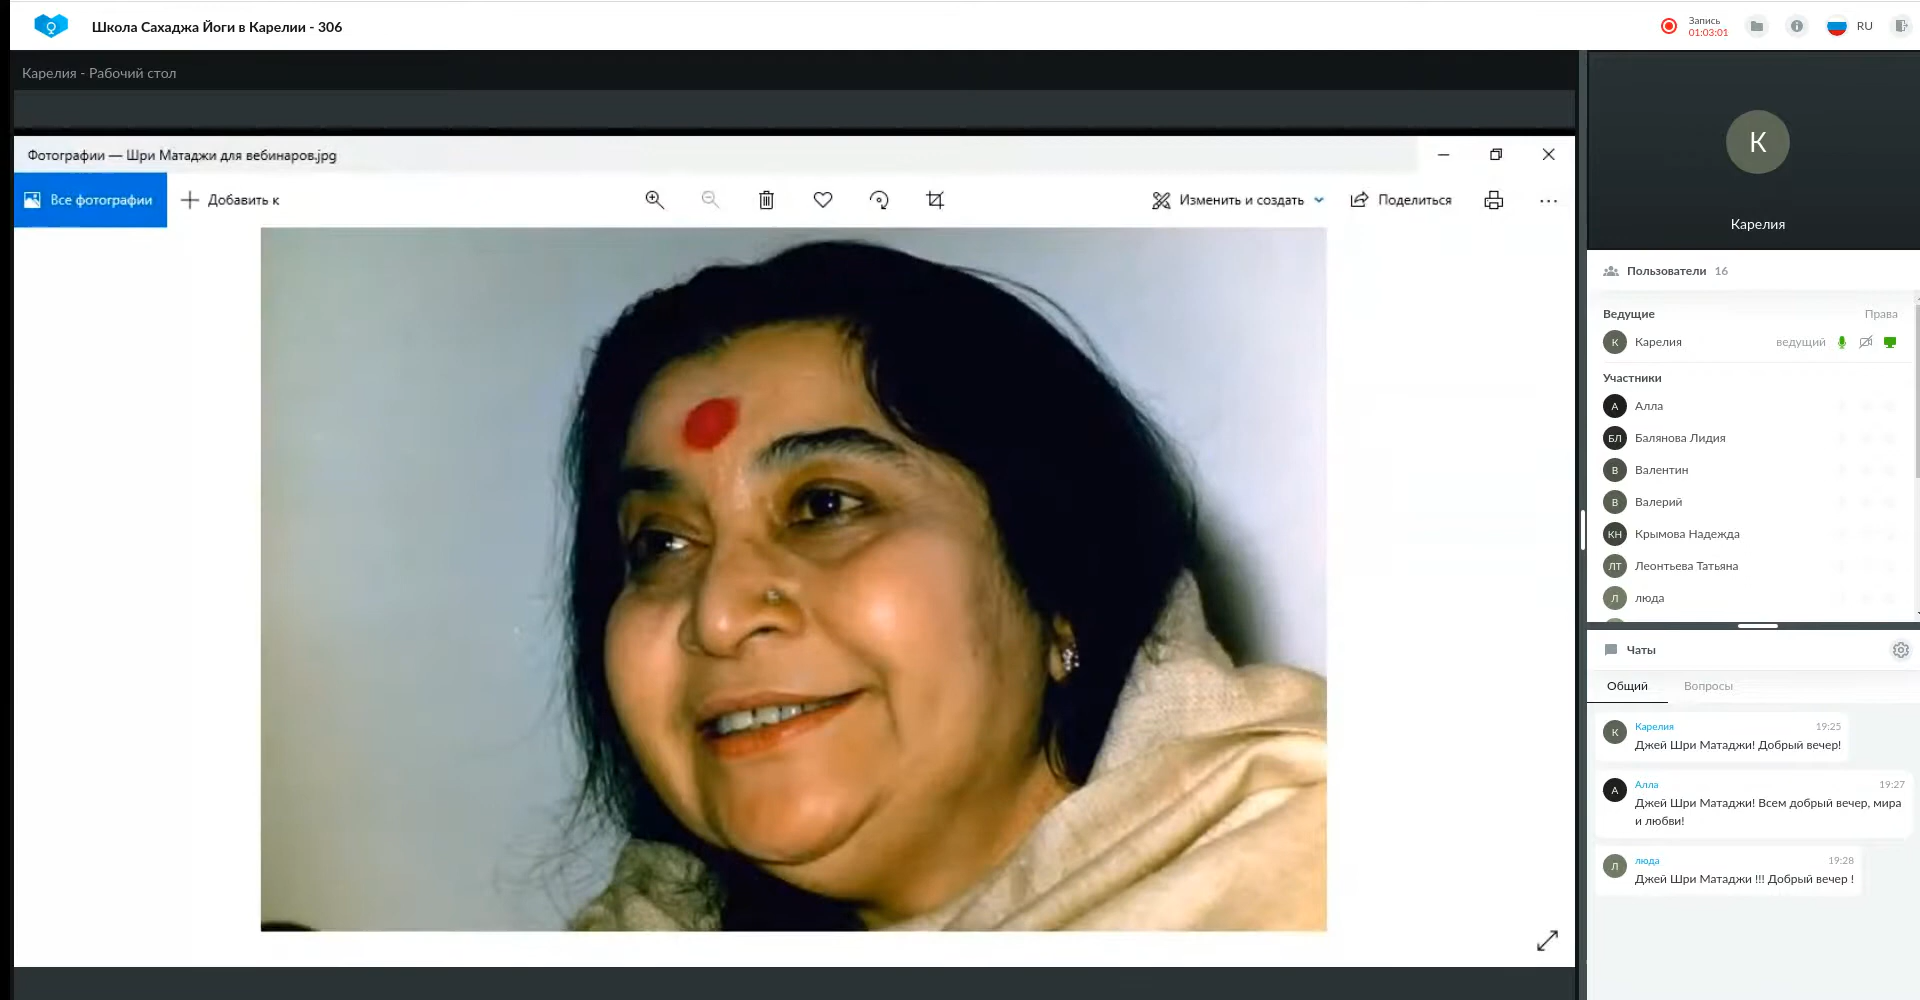 Школа Сахаджа Йоги в Карелии - 306
Запись
01:03:01
RU
Карелия - Рабочий стол
Фотографии — Шри Матаджи для вебинаров.jpg
Все фотографии
Добавить к
Изменить и создать
Поделиться
К
Карелия
Пользователи 16
Ведущие Права
К Карелия ведущий
Участники
А Алла
БЛ Балянова Лидия
В Валентин
В Валерий
КН Крымова Надежда
ЛТ Леонтьева Татьяна
Л люда
Чаты
Общий Вопросы
К Карелия 19:25
Джей Шри Матаджи! Добрый вечер!
А Алла 19:27
Джей Шри Матаджи! Всем добрый вечер, мира
и любви!
Л люда 19:28
Джей Шри Матаджи !!! Добрый вечер !